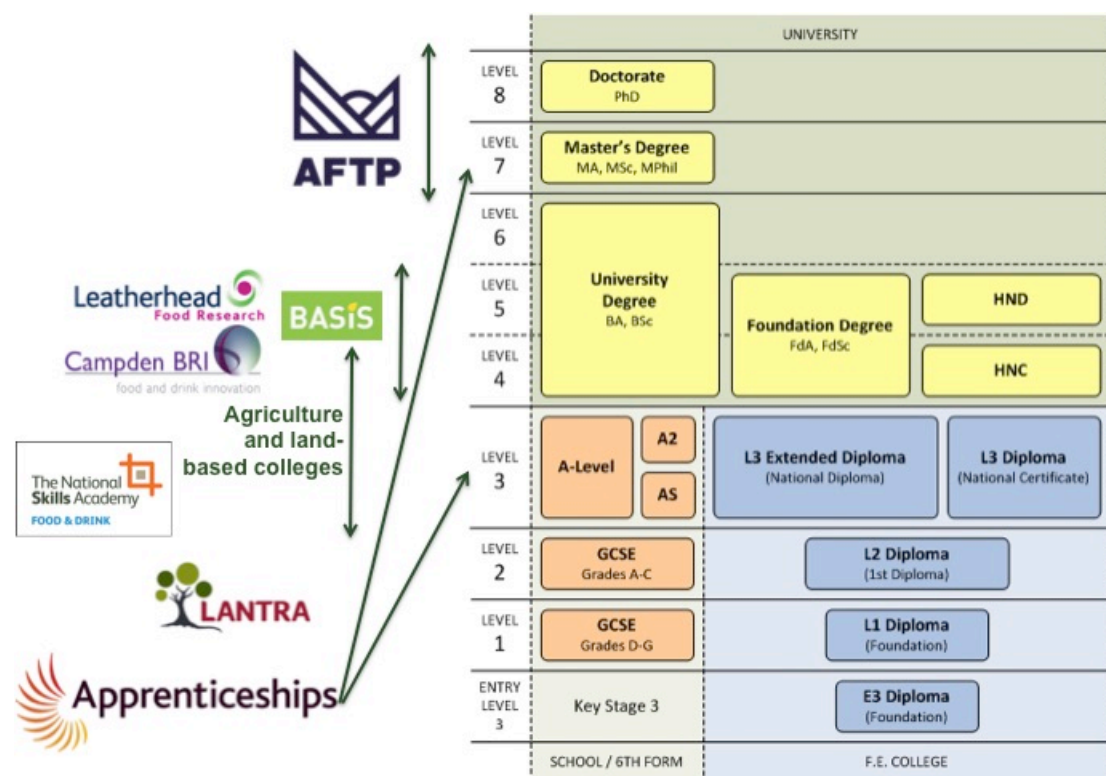 AFTP
Leatherhead
Food Research
BASiS
Campden BRI
food and drink innovation
Agriculture
and land-
based colleges
The National
Skills Academy
FOOD & DRINK
LANTRA
Apprenticeships
UNIVERSITY
LEVEL
8
Doctorate
PhD
LEVEL
7
Master's Degree
MA, MSc, MPhil
LEVEL
6
LEVEL
5
University
Degree
BA, BSc
Foundation Degree
FdA, FdSc
HND
LEVEL
4
HNC
LEVEL
3
A-Level
A2
AS
L3 Extended Diploma
(National Diploma)
L3 Diploma
(National Certificate)
LEVEL
2
GCSE
Grades A-C
L2 Diploma
(1st Diploma)
LEVEL
1
GCSE
Grades D-G
L1 Diploma
(Foundation)
ENTRY
LEVEL
3
Key Stage 3
E3 Diploma
(Foundation)
SCHOOL / 6TH FORM
F.E. COLLEGE